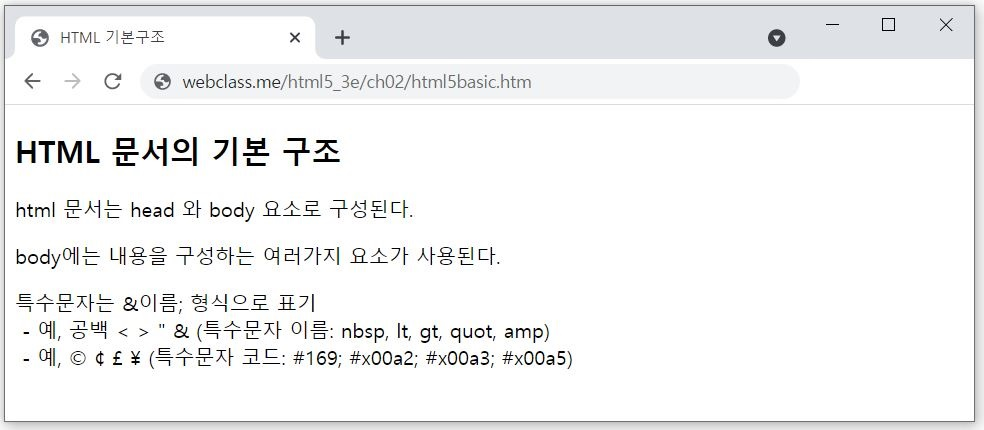 HTML 기본구조
webclass.me/html5_3e/ch02/html5basic.htm
HTML 문서의 기본 구조
html 문서는 head 와 body 요소로 구성된다.
body에는 내용을 구성하는 여러가지 요소가 사용된다.
특수문자는 &이름; 형식으로 표기
- 예, 공백 < > " & (특수문자 이름: nbsp, lt, gt, quot, amp)
- 예, © ¢ £ ¥ (특수문자 코드: #169; #x00a2; #x00a3; #x00a5)